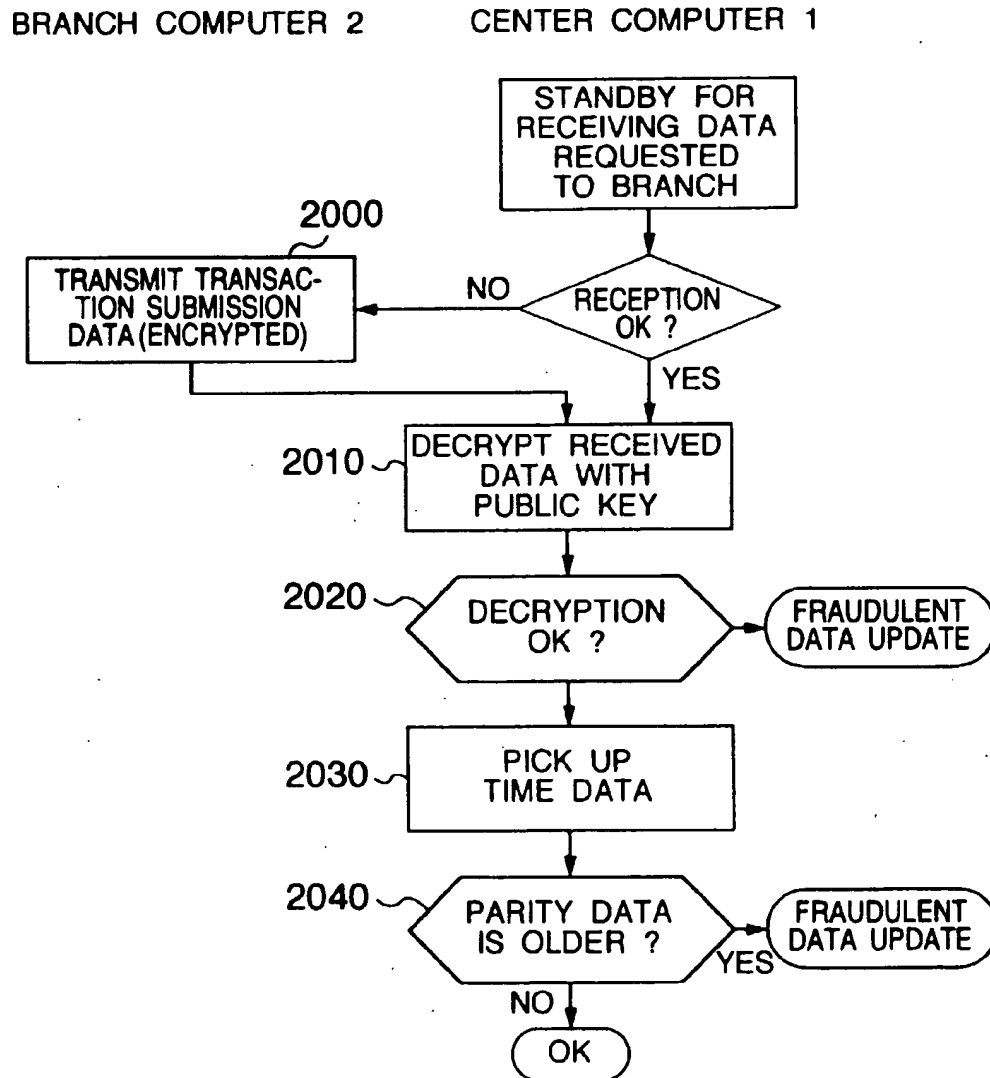 BRANCH COMPUTER 2
CENTER COMPUTER 1
STANDBY FOR
RECEIVING DATA
REQUESTED
TO BRANCH
2000
TRANSMIT TRANSAC-
TION SUBMISSION
DATA(ENCRYPTED)
NO
RECEPTION
OK ?
YES
2010
DECRYPT RECEIVED
DATA WITH
PUBLIC KEY
2020
DECRYPTION
OK ?
FRAUDULENT
DATA UPDATE
2030
PICK UP
TIME DATA
2040
PARITY DATA
IS OLDER ?
YES
FRAUDULENT
DATA UPDATE
NO
OK